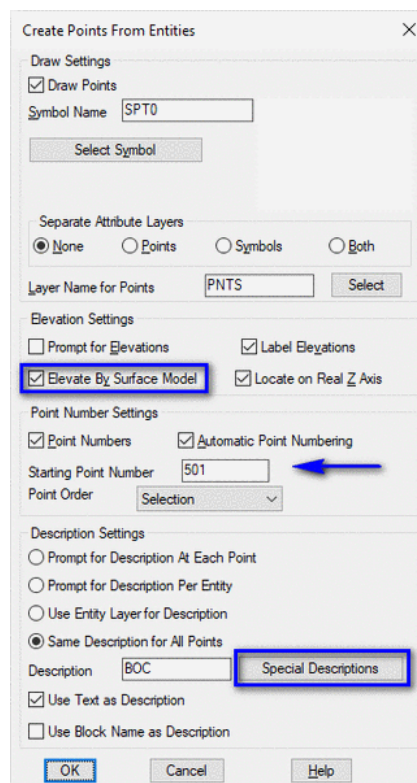 Create Points From Entities
Draw Settings
Draw Points
Symbol Name SPT0
Select Symbol
Separate Attribute Layers
None Points Symbols Both
Layer Name for Points PNTS Select
Elevation Settings
Prompt for Elevations Label Elevations
Elevate By Surface Model Locate on Real Z Axis
Point Number Settings
Point Numbers Automatic Point Numbering
Starting Point Number 501
Point Order Selection
Description Settings
Prompt for Description At Each Point
Prompt for Description Per Entity
Use Entity Layer for Description
Same Description for All Points
Description BOC Special Descriptions
Use Text as Description
Use Block Name as Description
OK Cancel Help